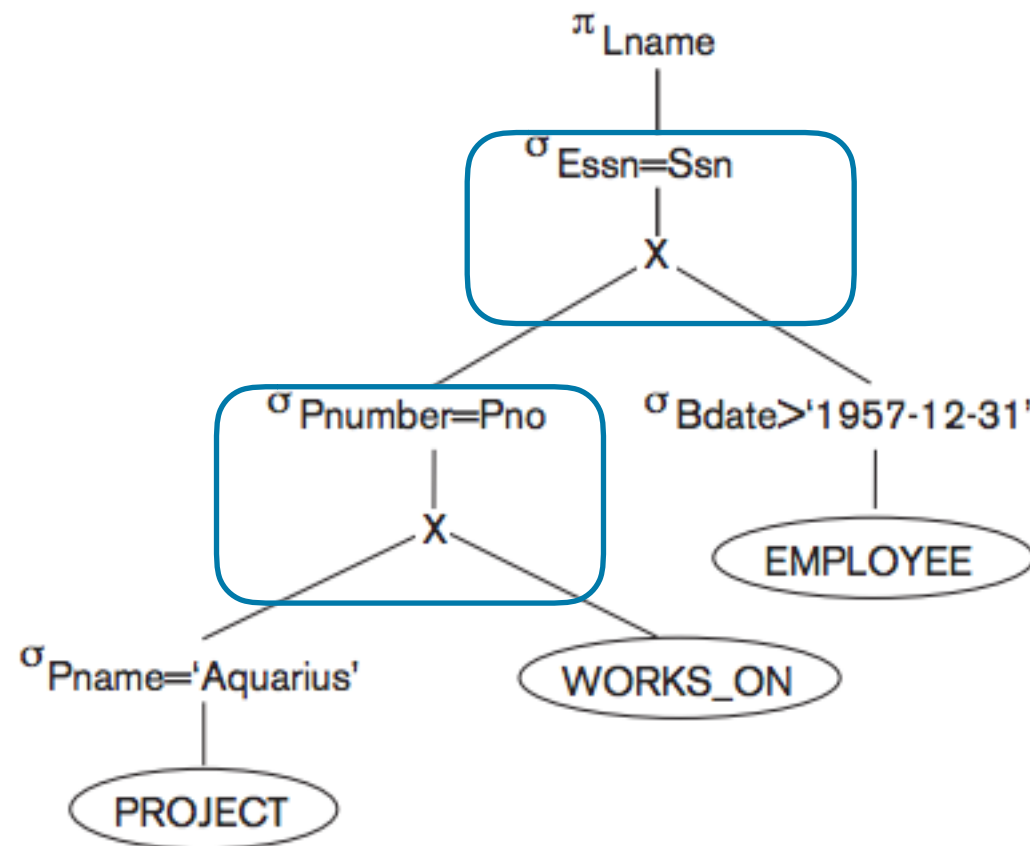 π Lname
σ Essn=Ssn
X
σ Pnumber=Pno
σ Bdate>‘1957-12-31’
X
EMPLOYEE
σ Pname=‘Aquarius’
WORKS_ON
PROJECT